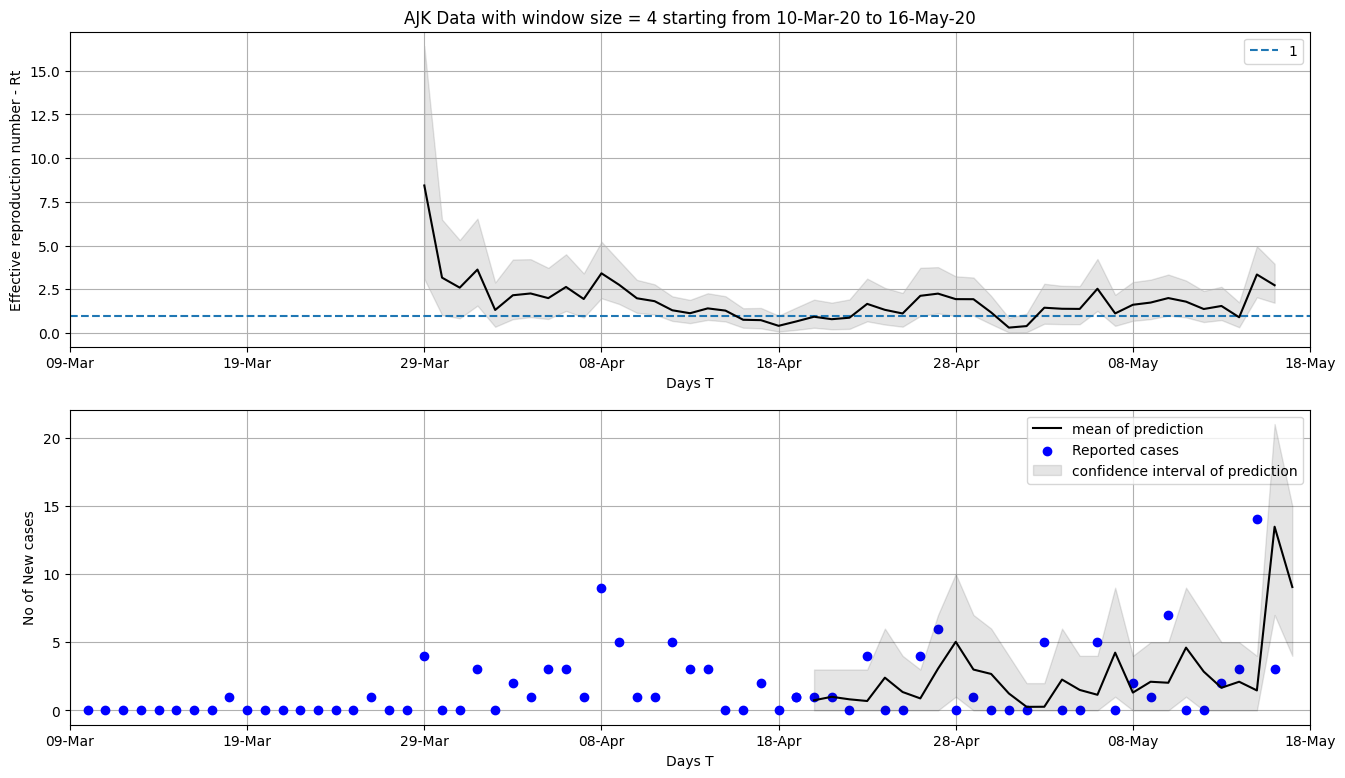 AJK Data with window size = 4 starting from 10-Mar-20 to 16-May-20
Effective reproduction number - Rt
15.0
12.5
10.0
7.5
5.0
2.5
0.0
1
09-Mar 19-Mar 29-Mar 08-Apr 18-Apr 28-Apr 08-May 18-May
Days T
No of New cases
20
15
10
5
0
mean of prediction
Reported cases
confidence interval of prediction
09-Mar 19-Mar 29-Mar 08-Apr 18-Apr 28-Apr 08-May 18-May
Days T